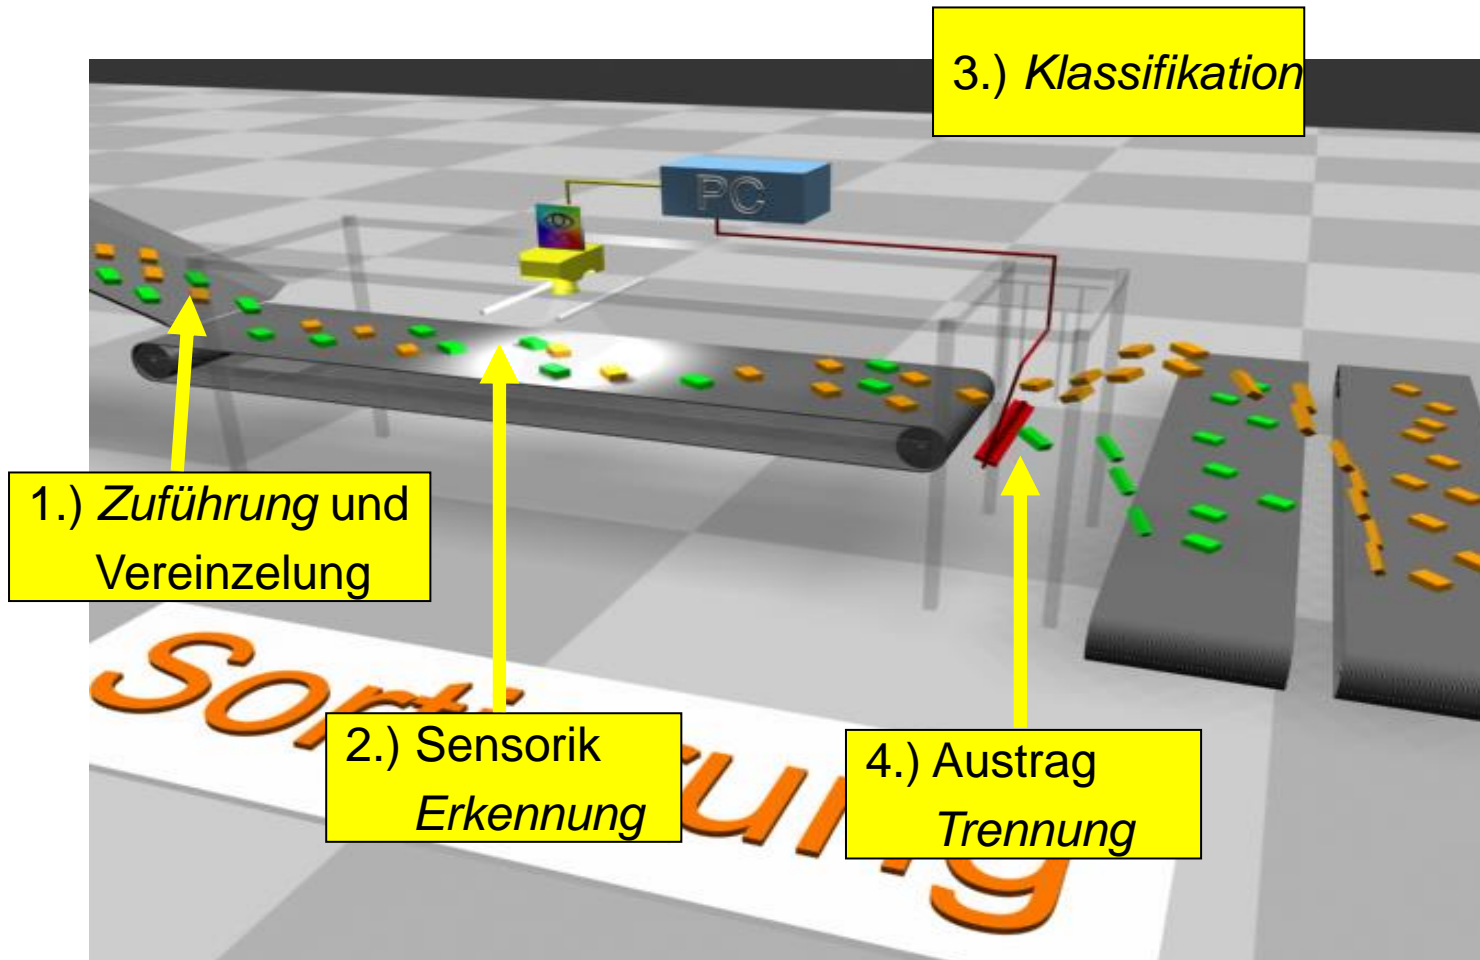 3.) Klassifikation
PC
1.) Zuführung und
Vereinzelung
2.) Sensorik
Erkennung
4.) Austrag
Trennung